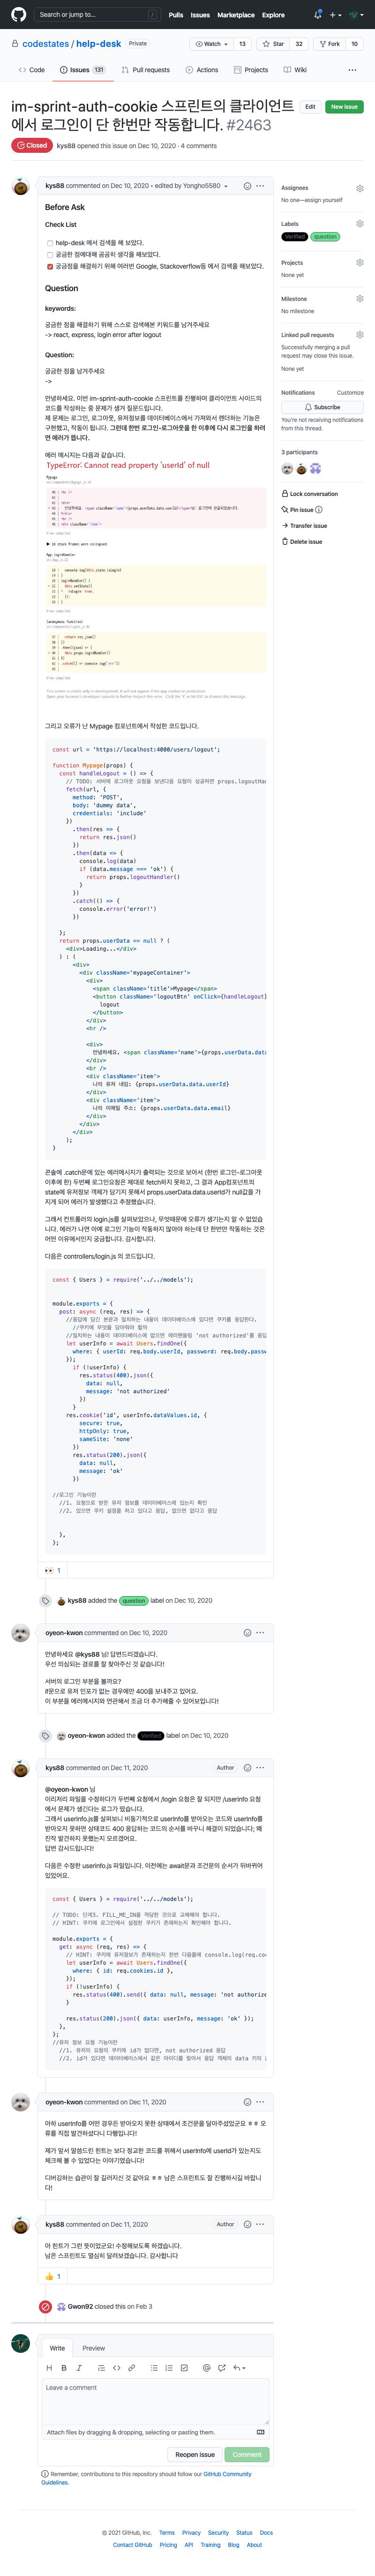 Search or jump to...
/
Pulls Issues Marketplace Explore
codestates / help-desk Private
Watch 13 Star 32 Fork 10
Code Issues 131 Pull requests Actions Projects Wiki
im-sprint-auth-cookie 스프린트의 클라이언트
에서 로그인이 단 한번만 작동합니다. #2463
Edit New issue
Closed kys88 opened this issue on Dec 10, 2020 · 4 comments
kys88 commented on Dec 10, 2020 • edited by Yongho5580
Before Ask
Check List
help-desk 에서 검색을 해 보았다.
궁금한 점에대해 곰곰히 생각을 해보았다.
궁금점을 해결하기 위해 여러번 Google, Stackoverflow등 에서 검색을 해보았다.
Question
keywords:
궁금한 점을 해결하기 위해 스스로 검색해본 키워드를 남겨주세요
-> react, express, login error after logout
Question:
궁금한 점을 남겨주세요
->
안녕하세요. 이번 im-sprint-auth-cookie 스프린트를 진행하며 클라이언트 사이드의
코드를 작성하는 중 문제가 생겨 질문드립니다.
제 문제는 로그인, 로그아웃, 유저정보를 데이터베이스에서 가져와서 렌더하는 기능은
구현했고, 작동이 됩니다. 그런데 한번 로그인-로그아웃을 한 이후에 다시 로그인을 하려
면 에러가 뜹니다.
에러 메시지는 다음과 같습니다.
TypeError: Cannot read property 'userId' of null
Mypage
View compiled
10 stack frames were collapsed.
View compiled
(anonymous function)
View compiled
This screen is visible only in development. It will not appear if the app crashes in production.
Open your browser's developer console to further inspect this error. Click the 'X' or hit ESC to dismiss this message.
그리고 오류가 난 Mypage 컴포넌트에서 작성한 코드입니다.
const url = 'https://localhost:4000/users/logout';
function Mypage(props) {
const handleLogout = () => {
// TODO: 서버에 로그아웃 요청을 보낸다음 요청이 성공하면 props.logoutHan
fetch(url, {
method: 'POST',
body: 'dummy data',
credentials: 'include'
})
.then(res => {
return res.json()
})
.then(data => {
console.log(data)
if (data.message === 'ok') {
return props.logoutHandler()
}
})
.catch(() => {
console.error('error!')
})
};
return props.userData == null ? (
<div>Loading...</div>
) : (
<div>
<div className='mypageContainer'>
<div>
<span className='title'>Mypage</span>
<button className='logoutBtn' onClick={handleLogout}
logout
</button>
</div>
<hr />
<div>
안녕하세요. <span className='name'>{props.userData.data
</div>
<br />
<div className='item'>
나의 유저 네임: {props.userData.data.userId}
</div>
<div className='item'>
나의 이메일 주소: {props.userData.data.email}
</div>
</div>
</div>
);
}
콘솔에 .catch문에 있는 에러메시지가 출력되는 것으로 보아서 (한번 로그인-로그아웃
이후에 한) 두번째 로그인요청은 제대로 fetch하지 못하고, 그 결과 App컴포넌트의
state에 유저정보 객체가 담기지 못해서 props.userData.data.userId가 null값을 가
지게 되어 에러가 발생했다고 추정했습니다.
그래서 컨트롤러의 login.js를 살펴보았으나, 무엇때문에 오류가 생기는지 알 수 없었습
니다. 에러가 나면 아예 로그인 기능이 작동하지 않아야 하는데 단 한번만 작동하는 것은
어떤 이유에서인지 궁금합니다. 감사합니다.
다음은 controllers/login.js 의 코드입니다.
const { Users } = require('../../models');
module.exports = {
post: async (req, res) => {
//응답에 담긴 본문과 일치하는 내용이 데이터베이스에 있다면 쿠키를 응답한다.
//쿠키에 무엇을 담아줘야 할까
//일치하는 내용이 데이터베이스에 없으면 에러핸들링 'not authorized'를 응답
let userInfo = await Users.findOne({
where: { userId: req.body.userId, password: req.body.passw
});
if (!userInfo) {
res.status(400).json({
data: null,
message: 'not authorized'
})
}
res.cookie('id', userInfo.dataValues.id, {
secure: true,
httpOnly: true,
sameSite: 'none'
})
res.status(200).json({
data: null,
message: 'ok'
})
//로그인 기능이란
//1. 요청으로 받은 유저 정보를 데이터베이스에 있는지 확인
//2. 있으면 쿠키 설정을 하고 있다고 응답, 없으면 없다고 응답
},
};
1
kys88 added the question label on Dec 10, 2020
oyeon-kwon commented on Dec 10, 2020
안녕하세요 @kys88 님! 답변드리겠습니다.
우선 의심되는 경로를 잘 찾아주신 것 같습니다!
서버의 로그인 부분을 볼까요?
if문으로 유저 인포가 없는 경우에만 400을 보내주고 있어요.
이 부분을 에러메시지와 연관해서 조금 더 추가해줄 수 있어보입니다!
oyeon-kwon added the Verified label on Dec 10, 2020
kys88 commented on Dec 11, 2020 Author
@oyeon-kwon 님
이리저리 파일을 수정하다가 두번째 요청에서 /login 요청은 잘 되지만 /userinfo 요청
에서 문제가 생긴다는 로그가 떴습니다.
그래서 userinfo.js를 살펴보니 비동기적으로 userInfo를 받아오는 코드와 userInfo를
받아오지 못하면 상태코드 400 응답하는 코드의 순서를 바꾸니 해결이 되었습니다; 왜
진작 발견하지 못했는지 모르겠어요.
답변 감사드립니다!
다음은 수정한 userinfo.js 파일입니다. 이전에는 await문과 조건문의 순서가 뒤바뀌어
있었어요.
const { Users } = require('../../models');
// TODO: 단계3. FILL_ME_IN을 적당한 것으로 교체해야 합니다.
// HINT: 쿠키에 로그인에서 설정한 쿠키가 존재하는지 확인해야 합니다.
module.exports = {
get: async (req, res) => {
// HINT: 쿠키에 유저정보가 존재하는지 한번 다음줄에 console.log(req.coo
let userInfo = await Users.findOne({
where: { id: req.cookies.id },
});
if (!userInfo) {
res.status(400).send({ data: null, message: 'not authorize
}
res.status(200).json({ data: userInfo, message: 'ok' });
},
};
//유저 정보 요청 기능이란
//1. 유저의 요청의 쿠키에 id가 없다면, not authorized 응답
//2. id가 있다면 데이터베이스에서 같은 아이디를 찾아서 응답 객체의 data 키의
oyeon-kwon commented on Dec 11, 2020
아하 userInfo를 어떤 경우든 받아오지 못한 상태에서 조건문을 달아주셨었군요 ㅎㅎ 오
류를 직접 발견하셨다니 다행입니다!
제가 앞서 말씀드린 힌트는 보다 정교한 코드를 위해서 userInfo에 userId가 있는지도
체크해 볼 수 있었다는 이야기였습니다!
디버깅하는 습관이 잘 길러지신 것 같아요 ㅎㅎ 남은 스프린트도 잘 진행하시길 바랍니
다!
kys88 commented on Dec 11, 2020 Author
아 힌트가 그런 뜻이었군요! 수정해보도록 하겠습니다.
남은 스프린트도 열심히 달려보겠습니다. 감사합니다
1
Gwon92 closed this on Feb 3
Write Preview
Leave a comment
Attach files by dragging & dropping, selecting or pasting them.
Reopen issue Comment
Remember, contributions to this repository should follow our GitHub Community
Guidelines.
Assignees
No one—assign yourself
Labels
Verified question
Projects
None yet
Milestone
No milestone
Linked pull requests
Successfully merging a pull
request may close this issue.
None yet
Notifications Customize
Subscribe
You're not receiving notifications
from this thread.
3 participants
Lock conversation
Pin issue
Transfer issue
Delete issue
© 2021 GitHub, Inc. Terms Privacy Security Status Docs
Contact GitHub Pricing API Training Blog About